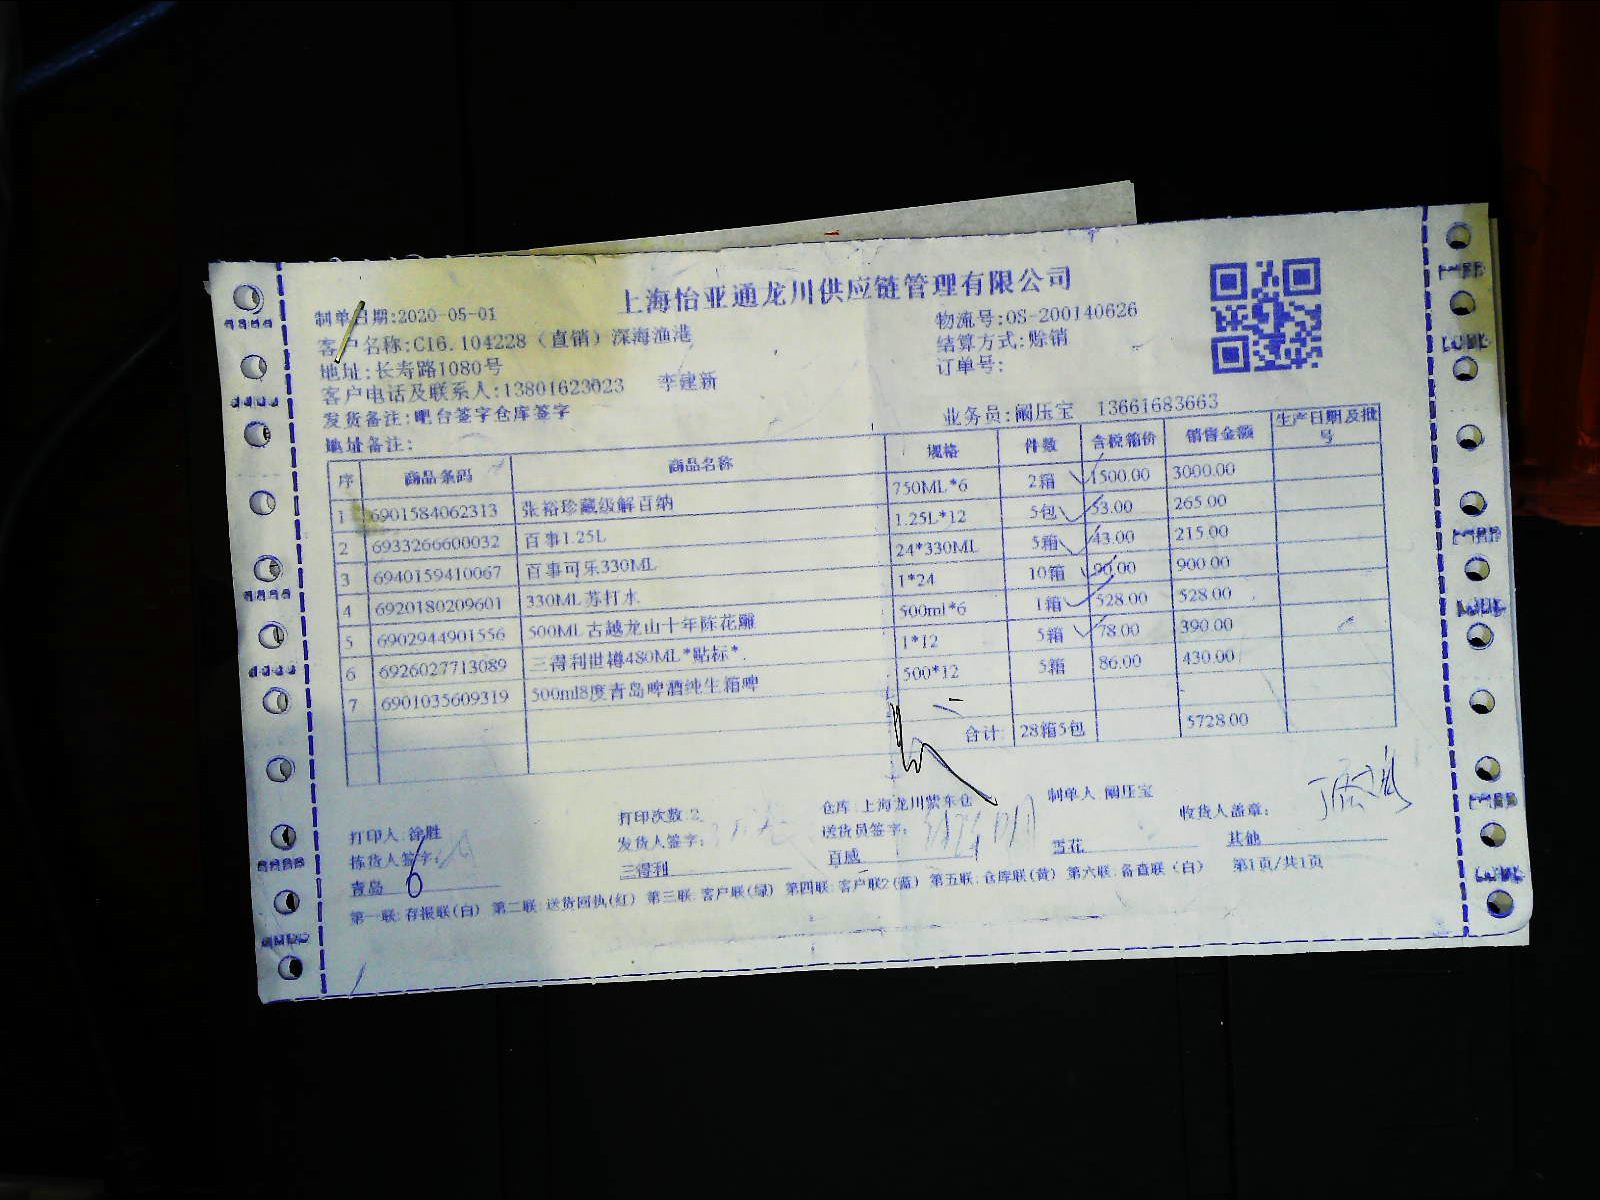 上海怡亚通龙川供应链管理有限公司
制单日期:2020-05-01
物流号:OS-200140626
客户名称:C16.104228（直销）深海渔港
结算方式:赊销
地址:长寿路1080号
订单号:
客户电话及联系人:13801623023 李建新
发货备注:吧台签字仓库签字
业务员:阚压宝 13661683663
地址备注:
序 商品条码 商品名称 规格 件数 含税箱价 销售金额 生产日期及批号
1 6901584062313 张裕珍藏级解百纳 750ML*6 2箱 1500.00 3000.00
2 6933266600032 百事1.25L 1.25L*12 5包 53.00 265.00
3 6940159410067 百事可乐330ML 24*330ML 5箱 43.00 215.00
4 6920180209601 330ML苏打水 1*24 10箱 90.00 900.00
5 6902944901556 500ML古越龙山十年陈花雕 500ml*6 1箱 528.00 528.00
6 6926027713089 三得利世樽480ML*贴标* 1*12 5箱 78.00 390.00
7 6901035609319 500ml8度青岛啤酒纯生箱啤 500*12 5箱 86.00 430.00
合计 28箱5包 5728.00
打印人:徐胜 打印次数:2 仓库:上海龙川紫东仓 制单人:阚压宝
拣货人签字: 发货人签字: 送货员签字: 收货人盖章:
青岛 三得利 百威 雪花 其他
第一联:存报联(白) 第二联:送货回执(红) 第三联:客户联(绿) 第四联:客户联2(蓝) 第五联:仓库联(黄) 第六联:备查联(白) 第1页/共1页